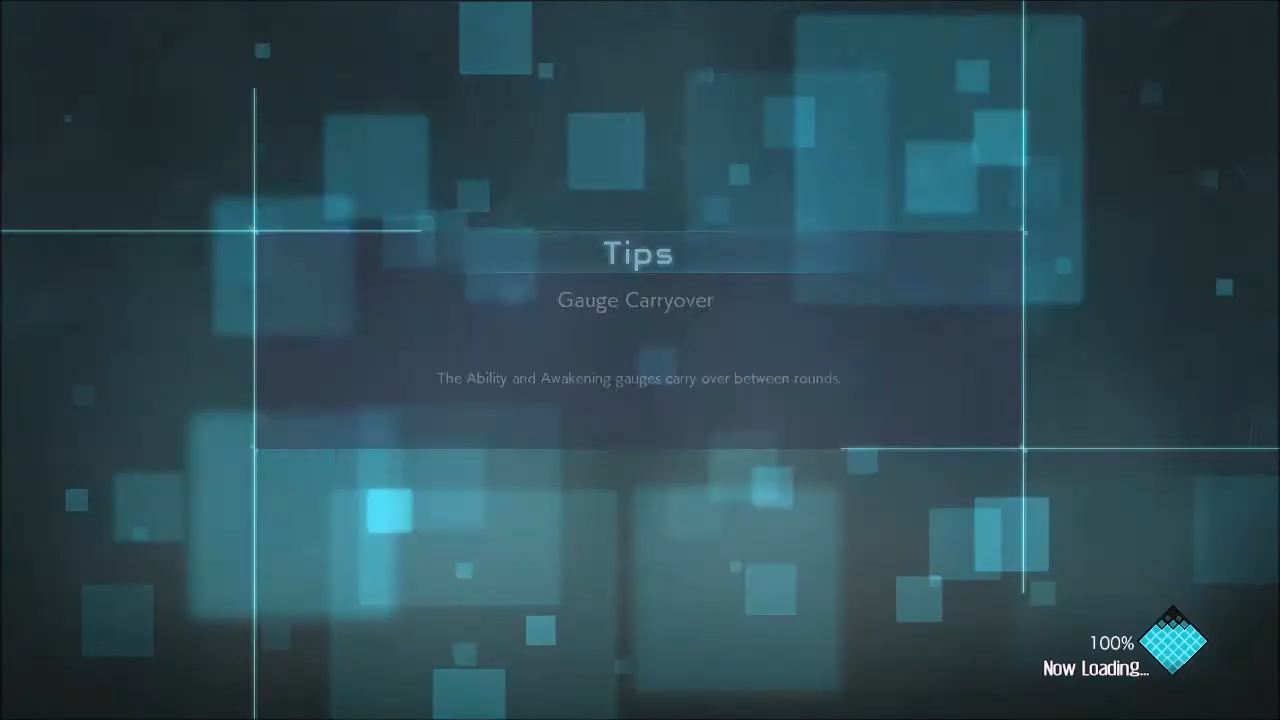 Tips
Gauge Carryover
The Ability and Awakening gauges carry over between rounds.
100%
Now Loading...